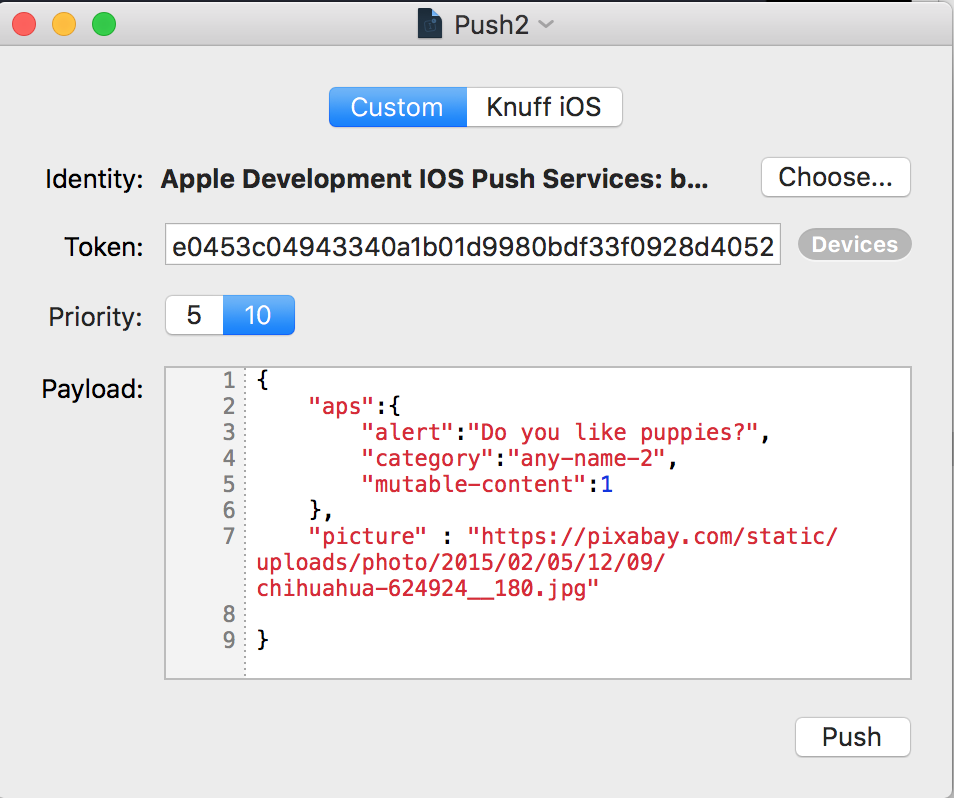 Push2
Custom Knuff iOS
Identity: Apple Development IOS Push Services: b... Choose...
Token: e0453c04943340a1b01d9980bdf33f0928d4052 Devices
Priority: 5 10
Payload:
1 {
2 "aps":{
3 "alert":"Do you like puppies?",
4 "category":"any-name-2",
5 "mutable-content":1
6 },
7 "picture" : "https://pixabay.com/static/
uploads/photo/2015/02/05/12/09/
chihuahua-624924__180.jpg"
8
9 }
Push